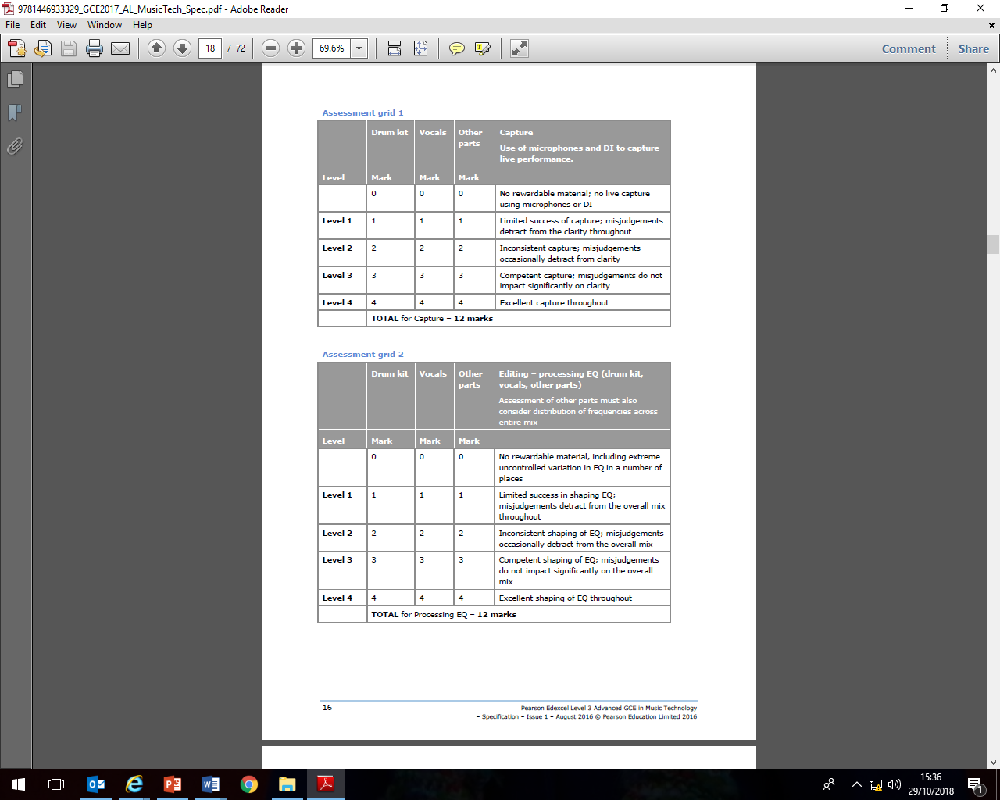 9781446933329_GCE2017_AL_MusicTech_Spec.pdf - Adobe Reader
File Edit View Window Help
18 / 72 69.6% Comment Share
Assessment grid 1
Drum kit Vocals Other parts Capture
Use of microphones and DI to capture
live performance.
Level Mark Mark Mark
0 0 0 No rewardable material; no live capture
using microphones or DI
Level 1 1 1 1 Limited success of capture; misjudgements
detract from the clarity throughout
Level 2 2 2 2 Inconsistent capture; misjudgements
occasionally detract from clarity
Level 3 3 3 3 Competent capture; misjudgements do not
impact significantly on clarity
Level 4 4 4 4 Excellent capture throughout
TOTAL for Capture – 12 marks
Assessment grid 2
Drum kit Vocals Other parts Editing – processing EQ (drum kit,
vocals, other parts)
Assessment of other parts must also
consider distribution of frequencies across
entire mix
Level Mark Mark Mark
0 0 0 No rewardable material, including extreme
uncontrolled variation in EQ in a number of
places
Level 1 1 1 1 Limited success in shaping EQ;
misjudgements detract from the overall mix
throughout
Level 2 2 2 2 Inconsistent shaping of EQ; misjudgements
occasionally detract from the overall mix
Level 3 3 3 3 Competent shaping of EQ; misjudgements
do not impact significantly on the overall
mix
Level 4 4 4 4 Excellent shaping of EQ throughout
TOTAL for Processing EQ – 12 marks
16 Pearson Edexcel Level 3 Advanced GCE in Music Technology
– Specification – Issue 1 – August 2016 © Pearson Education Limited 2016
15:36
29/10/2018
1